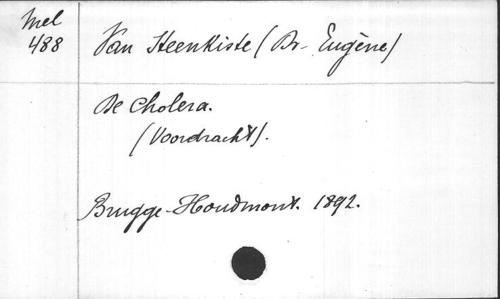 Mel
488
Van Steenkiste (Dr. Eugène)
De Cholera.
(Voordracht).
Brugge-Houdmont. 1892.